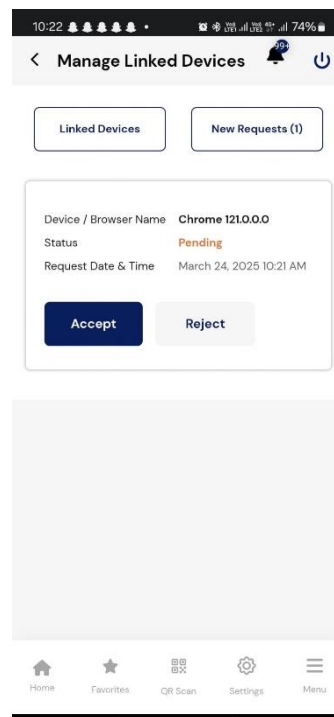 10:22
74%
Manage Linked Devices
99+
Linked Devices
New Requests (1)
Device / Browser Name Chrome 121.0.0.0
Status Pending
Request Date & Time March 24, 2025 10:21 AM
Accept Reject
Home Favorites QR Scan Settings Menu